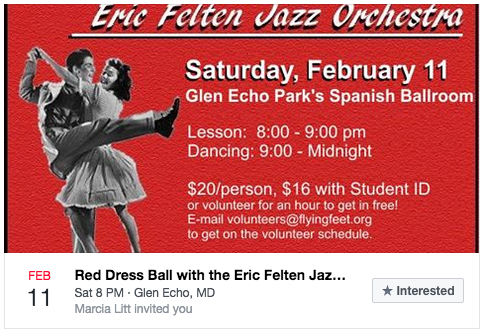 Eric Felten Jazz Orchestra
Saturday, February 11
Glen Echo Park's Spanish Ballroom
Lesson: 8:00 - 9:00 pm
Dancing: 9:00 - Midnight
$20/person, $16 with Student ID
or volunteer for an hour to get in free!
E-mail volunteers@flyingfeet.org
to get on the volunteer schedule.
FEB
11
Red Dress Ball with the Eric Felten Jaz…
Sat 8 PM · Glen Echo, MD
Marcia Litt invited you
★ Interested